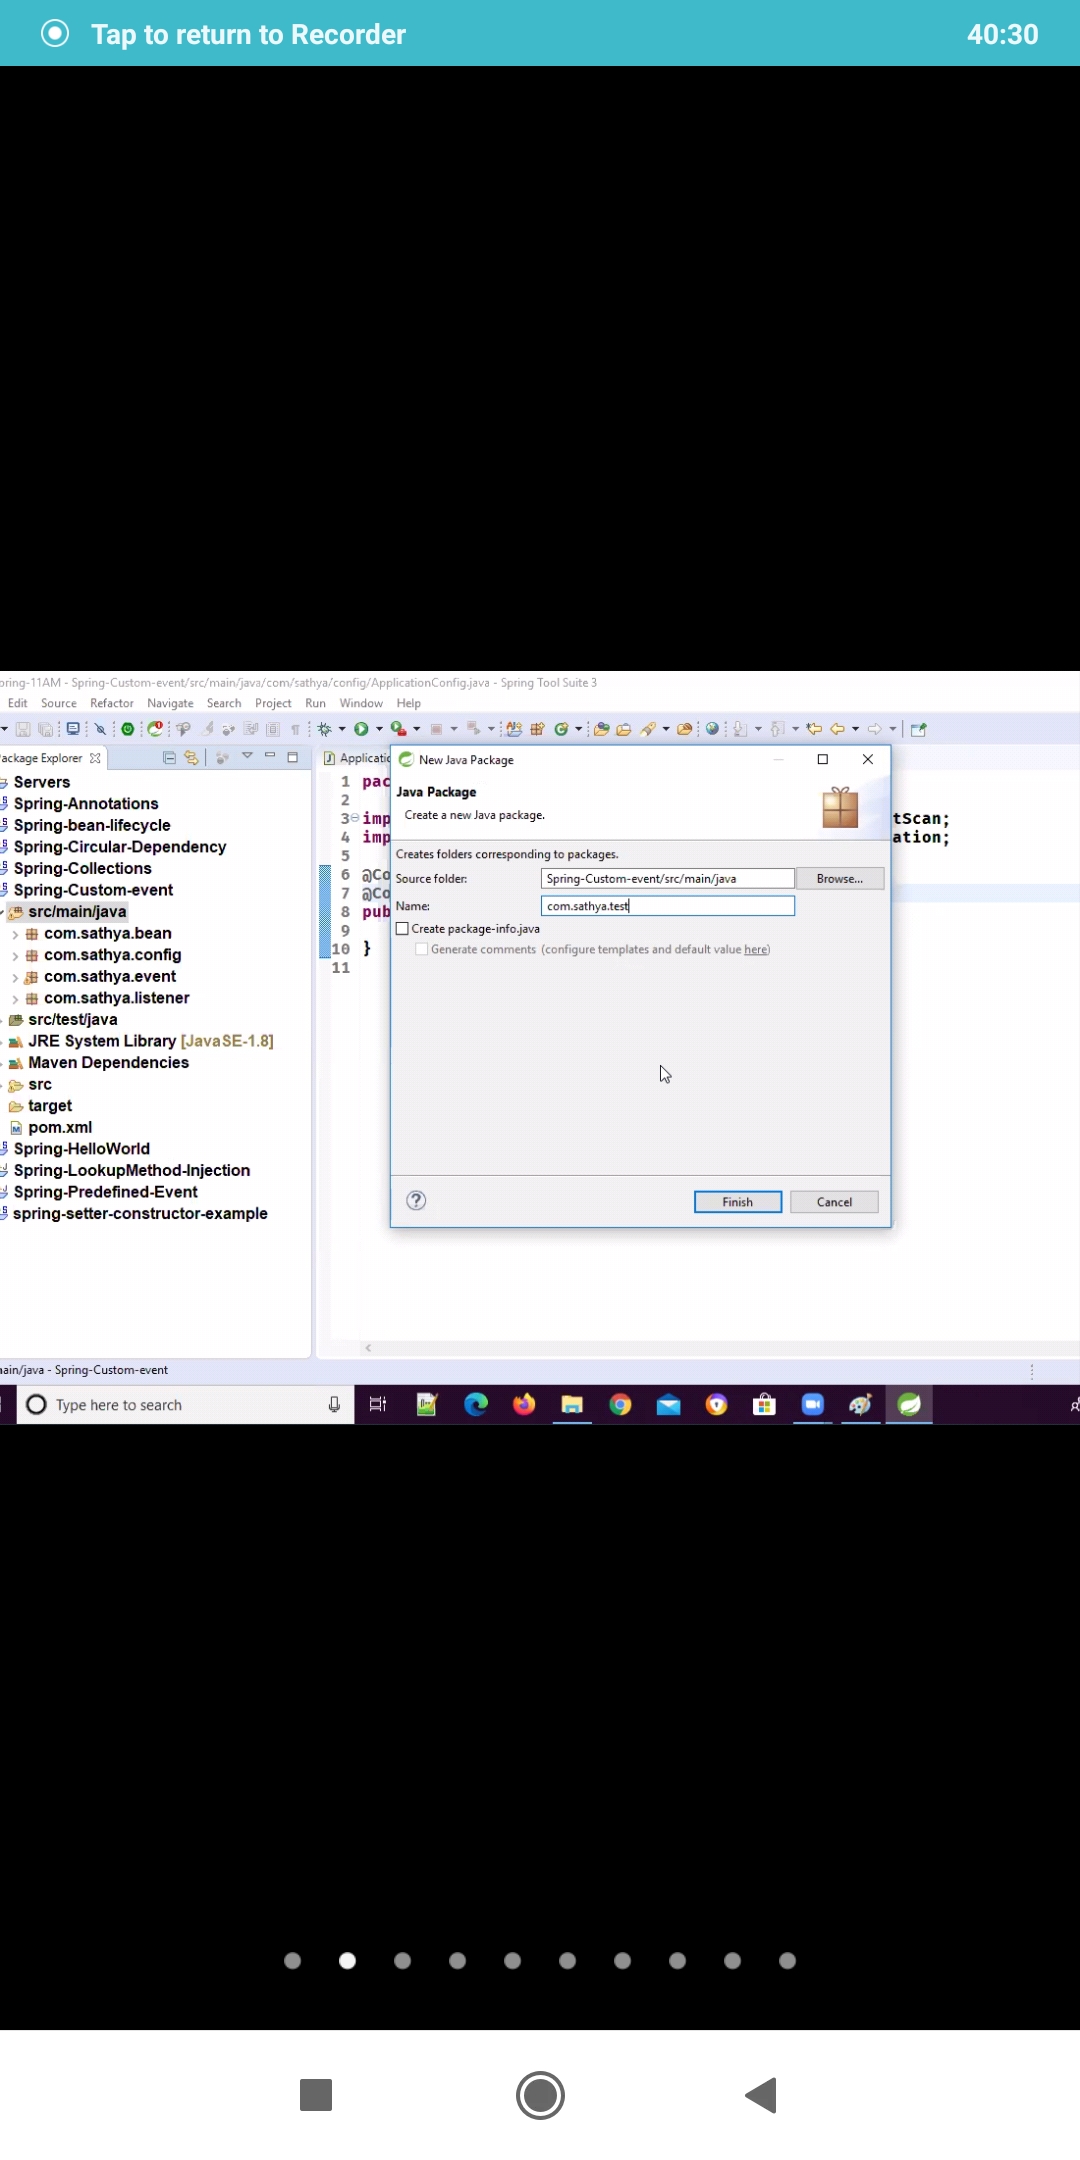 Tap to return to Recorder 40:30
pring-11AM - Spring-Custom-event/src/main/java/com/sathya/config/ApplicationConfig.java - Spring Tool Suite 3
Edit Source Refactor Navigate Search Project Run Window Help
ackage Explorer
Servers
Spring-Annotations
Spring-bean-lifecycle
Spring-Circular-Dependency
Spring-Collections
Spring-Custom-event
src/main/java
com.sathya.bean
com.sathya.config
com.sathya.event
com.sathya.listener
src/test/java
JRE System Library [JavaSE-1.8]
Maven Dependencies
src
target
pom.xml
Spring-HelloWorld
Spring-LookupMethod-Injection
Spring-Predefined-Event
spring-setter-constructor-example
Applicatio
1 pac
2
3 imp tScan;
4 imp ation;
5
6 @Co
7 @Co
8 pub
9
10 }
11
New Java Package
Java Package
Create a new Java package.
Creates folders corresponding to packages.
Source folder: Spring-Custom-event/src/main/java Browse...
Name: com.sathya.test
Create package-info.java
Generate comments (configure templates and default value here)
Finish Cancel
ain/java - Spring-Custom-event
Type here to search